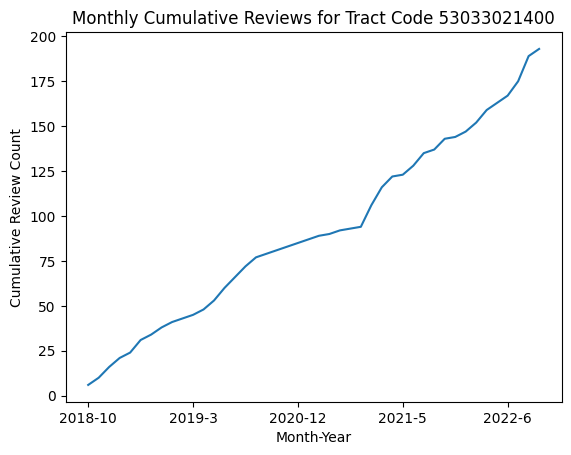 Monthly Cumulative Reviews for Tract Code 53033021400
Cumulative Review Count
200
175
150
125
100
75
50
25
0
2018-10 2019-3 2020-12 2021-5 2022-6
Month-Year